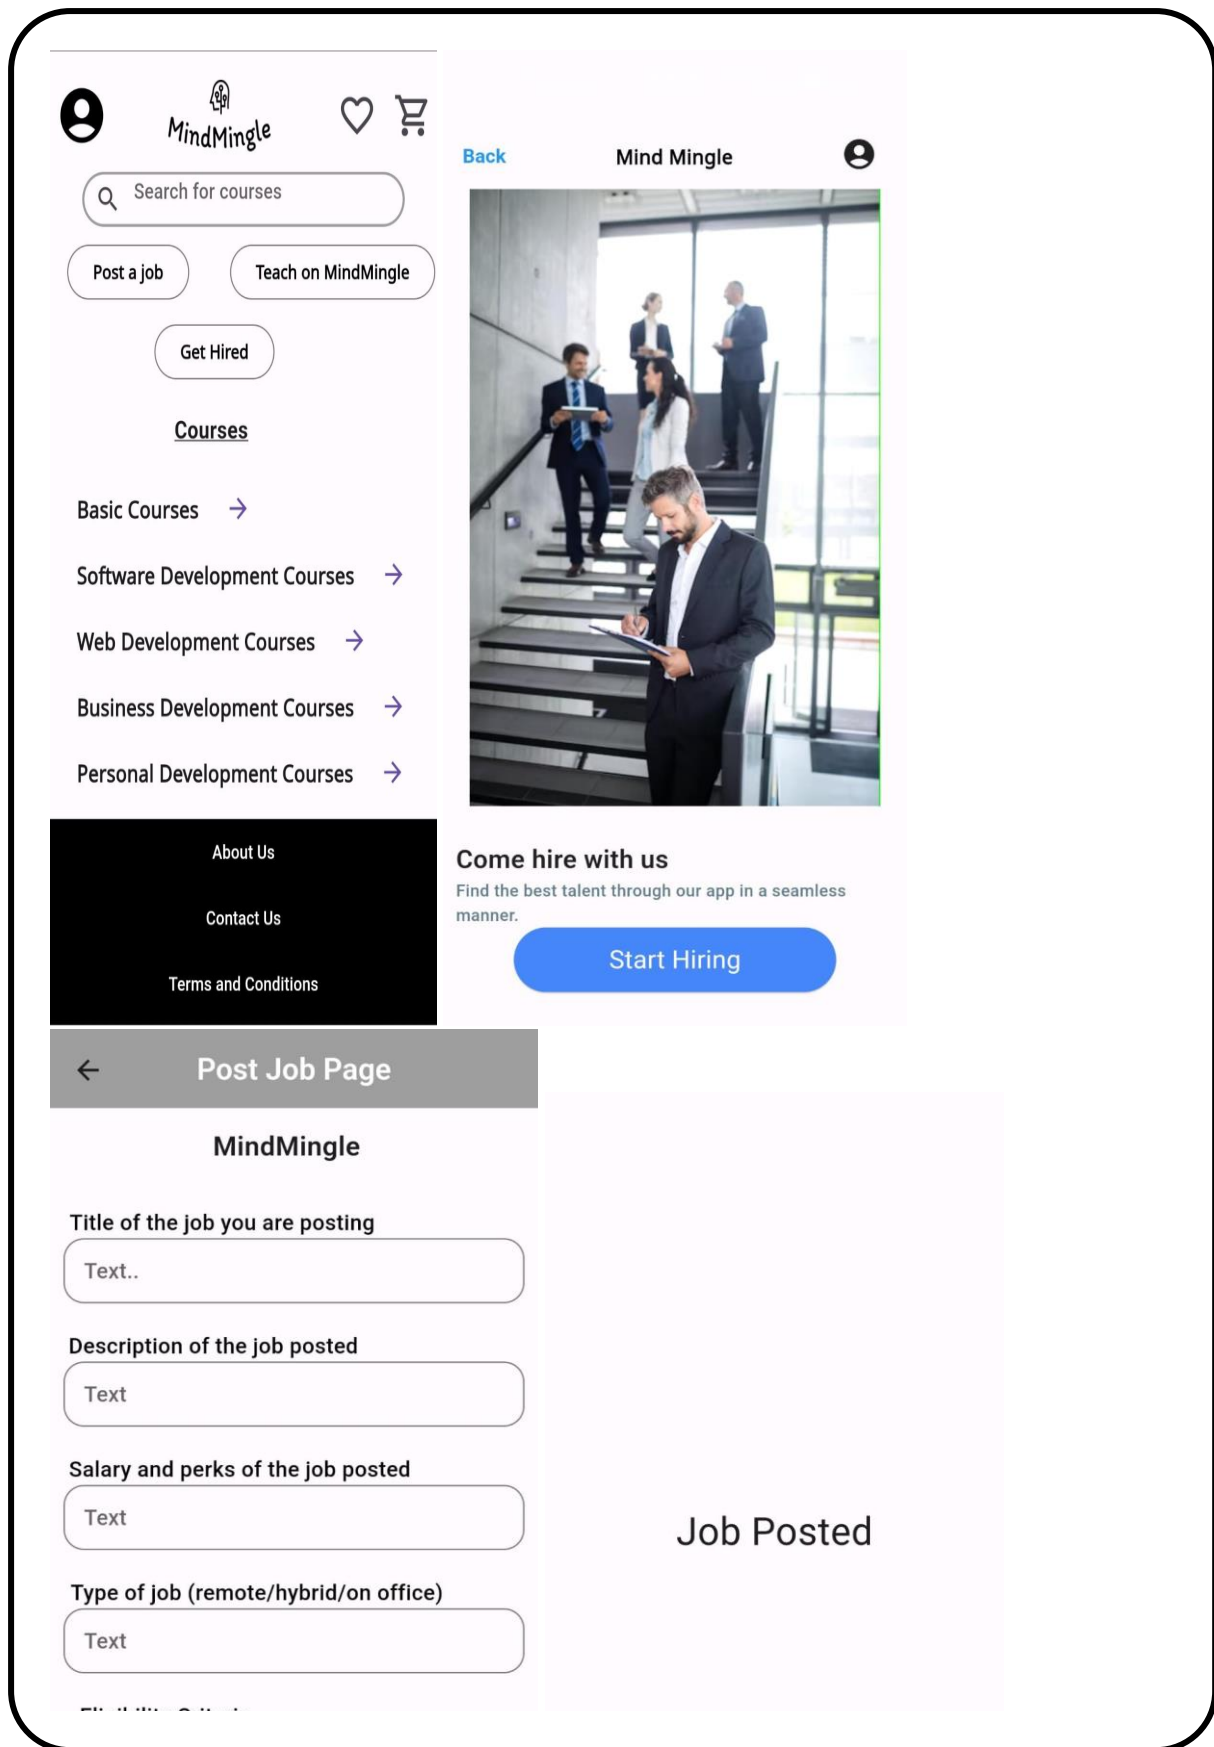 MindMingle
Search for courses
Post a job
Teach on MindMingle
Get Hired
Courses
Basic Courses
Software Development Courses
Web Development Courses
Business Development Courses
Personal Development Courses
About Us
Contact Us
Terms and Conditions
Back
Mind Mingle
Come hire with us
Find the best talent through our app in a seamless
manner.
Start Hiring
Post Job Page
MindMingle
Title of the job you are posting
Text..
Description of the job posted
Text
Salary and perks of the job posted
Text
Type of job (remote/hybrid/on office)
Text
Job Posted